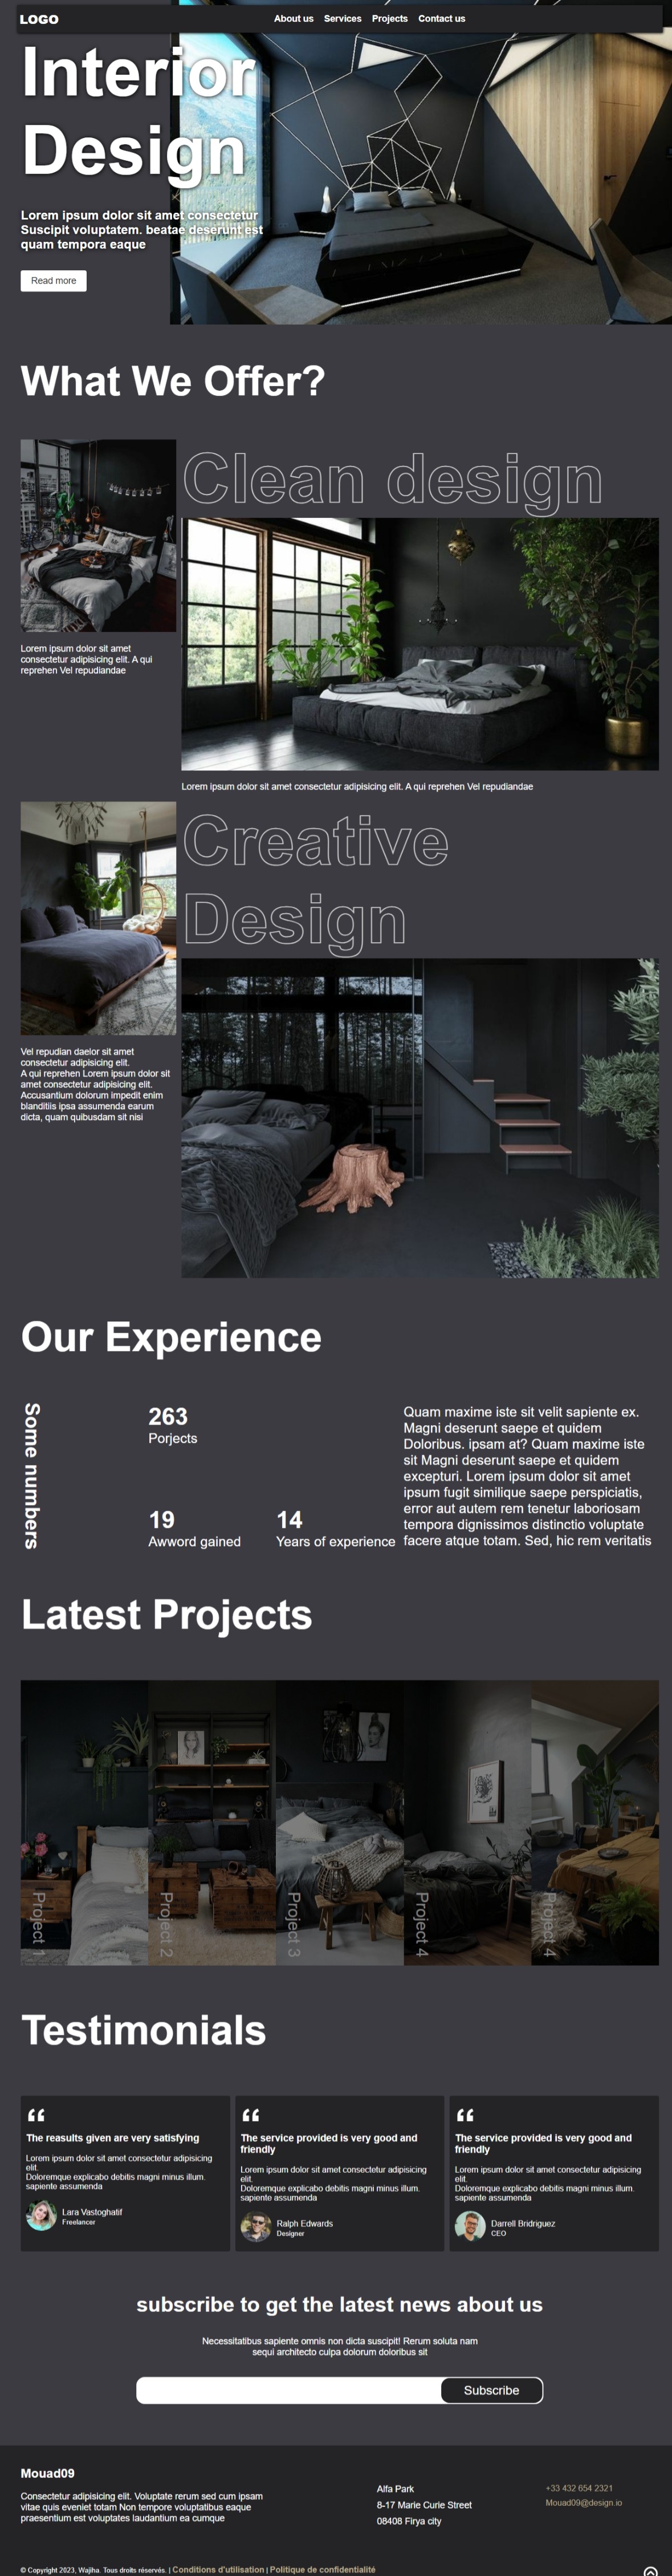 LOGO
About us Services Projects Contact us
Interior
Design
Lorem ipsum dolor sit amet consectetur
Suscipit voluptatem. beatae deserunt est
quam tempora eaque
Read more
What We Offer?
Clean design
Lorem ipsum dolor sit amet
consectetur adipisicing elit. A qui
reprehen Vel repudiandae
Lorem ipsum dolor sit amet consectetur adipisicing elit. A qui reprehen Vel repudiandae
Creative
Design
Vel repudian daelor sit amet
consectetur adipisicing elit.
A qui reprehen Lorem ipsum dolor sit
amet consectetur adipisicing elit.
Accusantium dolorum impedit enim
blanditiis ipsa assumenda earum
dicta, quam quibusdam sit nisi
Our Experience
Some numbers
263
Porjects
19
Awword gained
14
Years of experience
Quam maxime iste sit velit sapiente ex.
Magni deserunt saepe et quidem
Doloribus. ipsam at? Quam maxime iste
sit Magni deserunt saepe et quidem
excepturi. Lorem ipsum dolor sit amet
ipsum fugit similique saepe perspiciatis,
error aut autem rem tenetur laboriosam
tempora dignissimos distinctio voluptate
facere atque totam. Sed, hic rem veritatis
Latest Projects
Project 1
Project 2
Project 3
Project 4
Project 4
Testimonials
The reasults given are very satisfying
Lorem ipsum dolor sit amet consectetur adipisicing
elit.
Doloremque explicabo debitis magni minus illum.
sapiente assumenda
Lara Vastoghatif
Freelancer
The service provided is very good and
friendly
Lorem ipsum dolor sit amet consectetur adipisicing
elit.
Doloremque explicabo debitis magni minus illum.
sapiente assumenda
Ralph Edwards
Designer
The service provided is very good and
friendly
Lorem ipsum dolor sit amet consectetur adipisicing
elit.
Doloremque explicabo debitis magni minus illum.
sapiente assumenda
Darrell Bridriguez
CEO
subscribe to get the latest news about us
Necessitatibus sapiente omnis non dicta suscipit! Rerum soluta nam
sequi architecto culpa dolorum doloribus sit
Subscribe
Mouad09
Consectetur adipisicing elit. Voluptate rerum sed cum ipsam
vitae quis eveniet totam Non tempore voluptatibus eaque
praesentium est voluptates laudantium ea cumque
Alfa Park
8-17 Marie Curie Street
08408 Firya city
+33 432 654 2321
Mouad09@design.io
© Copyright 2023, Wajiha. Tous droits réservés. | Conditions d'utilisation | Politique de confidentialité